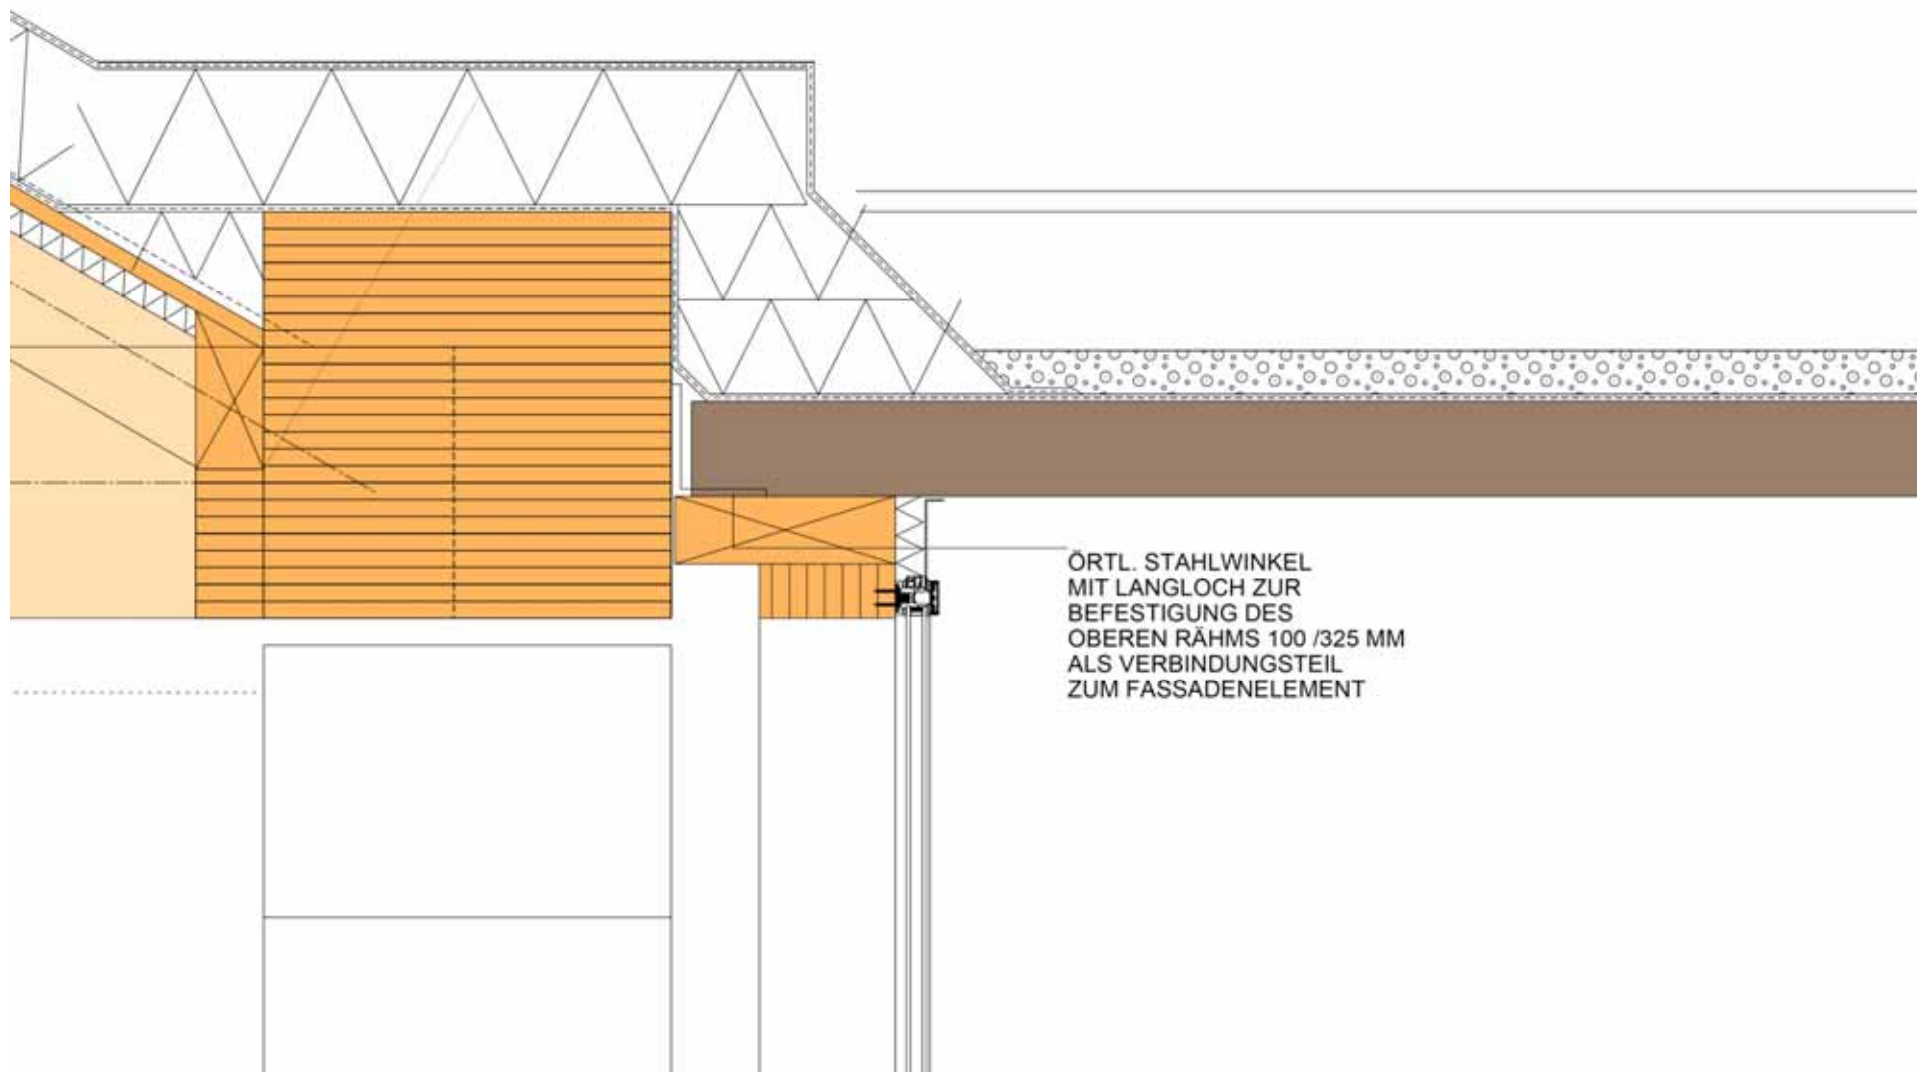 ÖRTL. STAHLWINKEL
MIT LANGLOCH ZUR
BEFESTIGUNG DES
OBEREN RÄHMS 100 /325 MM
ALS VERBINDUNGSTEIL
ZUM FASSADENELEMENT